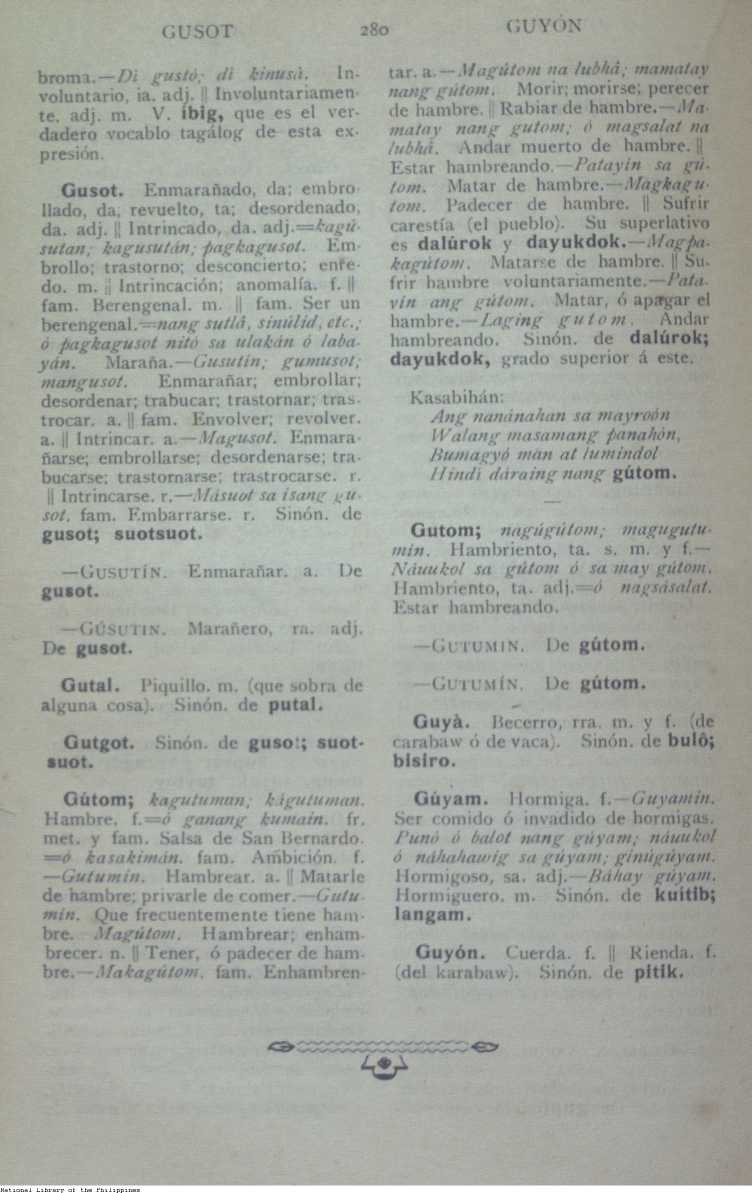 GUSOT 280 GUYÓN
broma.—Di gustó; di kinusà. In-
voluntario, ia. adj. || Involuntariamen-
te. adj. m. V. íbig, que es el ver-
dadero vocablo tagálog de esta ex-
presión.
Gusot. Enmarañado, da; embro-
llado, da; revuelto, ta; desordenado,
da. adj. || Intrincado, da. adj.=kagú-
sutan; kagusután; pagkagusot. Em-
brollo; trastorno; desconcierto; enre-
do. m. || Intrincación; anomalía. f. ||
fam. Berengenal. m. || fam. Ser un
berengenal.=nang sutlá, sinúlid, etc.;
ó pagkagusot nitó sa ulakán ó laba-
yán. Maraña.—Gusutin; gumusot;
mangusot. Enmarañar; embrollar;
desordenar; trabucar; trastornar; tras-
trocar. a. || fam. Envolver; revolver.
a. || Intrincar. a.—Magusot. Enmara-
ñarse; embrollarse; desordenarse; tra-
bucarse; trastornarse; trastrocarse. r.
|| Intrincarse. r.—Másuot sa isang gu-
sot. fam. Embarrarse. r. Sinón. de
gusot; suotsuot.
—GUSUTÍN. Enmarañar. a. De
gusot.
—GÚSUTIN. Marañero, ra. adj.
De gusot.
Gutal. Piquillo. m. (que sobra de
alguna cosa). Sinón. de putal.
Gutgot. Sinón. de gusot; suot-
suot.
Gútom; kagutuman; kágutuman.
Hambre. f.=ó ganang kumain. fr.
met. y fam. Salsa de San Bernardo.
=ó kasakimán. fam. Ambición. f.
—Gutumin. Hambrear. a. || Matarle
de hambre; privarle de comer.—Gutu-
min. Que frecuentemente tiene ham-
bre. Magútom. Hambrear; enham-
brecer. n. || Tener, ó padecer de ham-
bre.—Makagútom. fam. Enhambren-
tar. a.—Magútom na lubhâ; mamatay
nang gútom. Morir; morirse; perecer
de hambre. || Rabiar de hambre.—Ma-
matay nang gutom; ó magsalat na
lubhâ. Andar muerto de hambre. ||
Estar hambreando.—Patayin sa gú-
tom. Matar de hambre.—Magkagu-
tom. Padecer de hambre. || Sufrir
carestía (el pueblo). Su superlativo
es dalúrok y dayukdok.—Magpa-
kagútom. Matarse de hambre. || Su-
frir hambre voluntariamente.—Pata-
yin ang gútom. Matar, ó apagar el
hambre.—Laging gutom. Andar
hambreando. Sinón. de dalúrok;
dayukdok, grado superior á este.
Kasabihán:
Ang nanánahan sa mayroón
Walang masamang panahón,
Bumagyó man at lumindol
Hindi dáraing nang gútom.
Gutom; nagúgútom; magugutu-
min. Hambriento, ta. s. m. y f.—
Náuukol sa gútom ó sa may gútom.
Hambriento, ta. adj.=ó nagsásalat.
Estar hambreando.
—GUTUMIN. De gútom.
—GUTUMÍN. De gútom.
Guyà. Becerro, rra. m. y f. (de
carabaw ó de vaca). Sinón. de bulô;
bisiro.
Gúyam. Hormiga. f.—Guyamin.
Ser comido ó invadido de hormigas.
Punô ó balot nang gúyam; náuukol
ó náhahawig sa gúyam; ginúgúyam.
Hormigoso, sa. adj.—Báhay gúyam.
Hormiguero. m. Sinón. de kuitib;
langam.
Guyón. Cuerda. f. || Rienda. f.
(del karabaw). Sinón. de pitik.
National Library of the Philippines